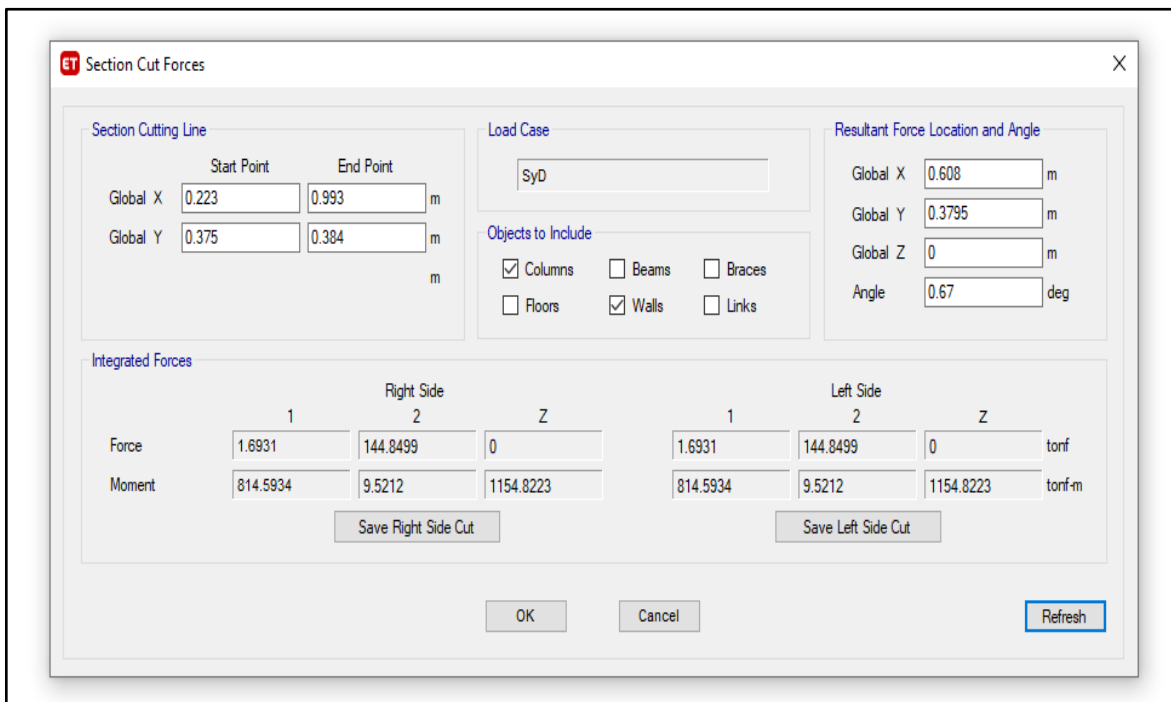 ET Section Cut Forces X
Section Cutting Line
Start Point End Point
Global X 0.223 0.993 m
Global Y 0.375 0.384 m
m
Load Case
SyD
Objects to Include
Columns Beams Braces
Floors Walls Links
Resultant Force Location and Angle
Global X 0.608 m
Global Y 0.3795 m
Global Z 0 m
Angle 0.67 deg
Integrated Forces
Right Side Left Side
1 2 Z 1 2 Z
Force 1.6931 144.8499 0 1.6931 144.8499 0 tonf
Moment 814.5934 9.5212 1154.8223 814.5934 9.5212 1154.8223 tonf-m
Save Right Side Cut Save Left Side Cut
OK Cancel Refresh